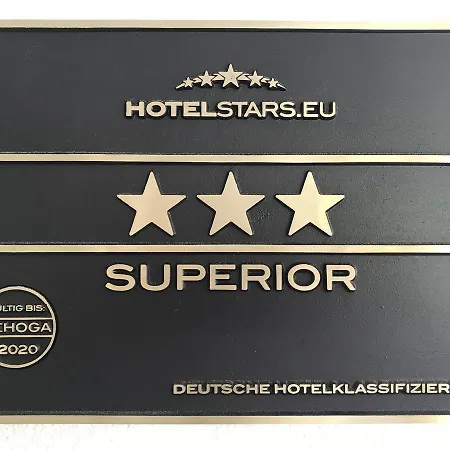 HOTELSTARS.EU
SUPERIOR
ÜLTIG BIS:
EHOGA
2020
DEUTSCHE HOTELKLASSIFIZIER